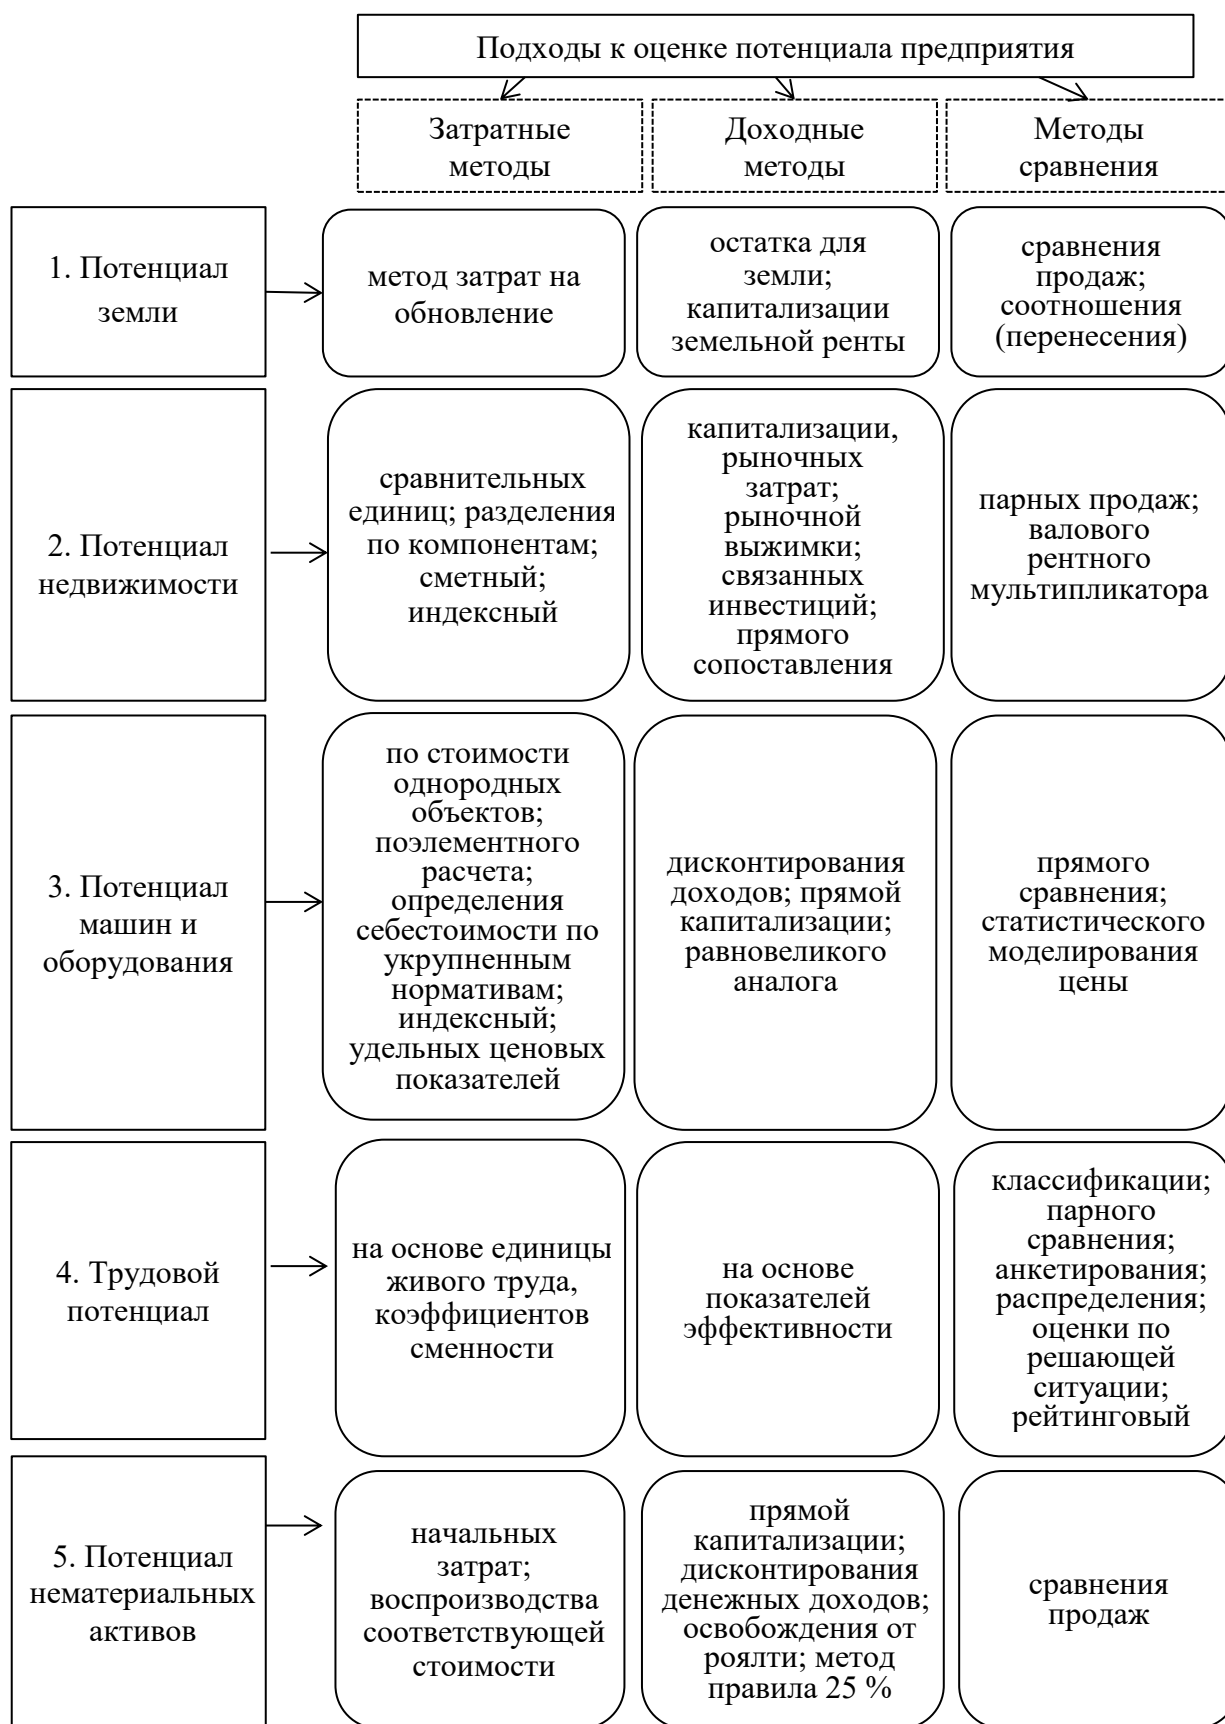 Подходы к оценке потенциала предприятия
Затратные
методы
Доходные
методы
Методы
сравнения
1. Потенциал
земли
метод затрат на
обновление
остатка для
земли;
капитализации
земельной ренты
сравнения
продаж;
соотношения
(перенесения)
2. Потенциал
недвижимости
сравнительных
единиц; разделения
по компонентам;
сметный;
индексный
капитализации,
рыночных
затрат;
рыночной
выжимки;
связанных
инвестиций;
прямого
сопоставления
парных продаж;
валового
рентного
мультипликатора
3. Потенциал
машин и
оборудования
по стоимости
однородных
объектов;
поэлементного
расчета;
определения
себестоимости по
укрупненным
нормативам;
индексный;
удельных ценовых
показателей
дисконтирования
доходов; прямой
капитализации;
равновеликого
аналога
прямого
сравнения;
статистического
моделирования
цены
4. Трудовой
потенциал
на основе единицы
живого труда,
коэффициентов
сменности
на основе
показателей
эффективности
классификации;
парного
сравнения;
анкетирования;
распределения;
оценки по
решающей
ситуации;
рейтинговый
5. Потенциал
нематериальных
активов
начальных
затрат;
воспроизводства
соответствующей
стоимости
прямой
капитализации;
дисконтирования
денежных доходов;
освобождения от
роялти; метод
правила 25 %
сравнения
продаж